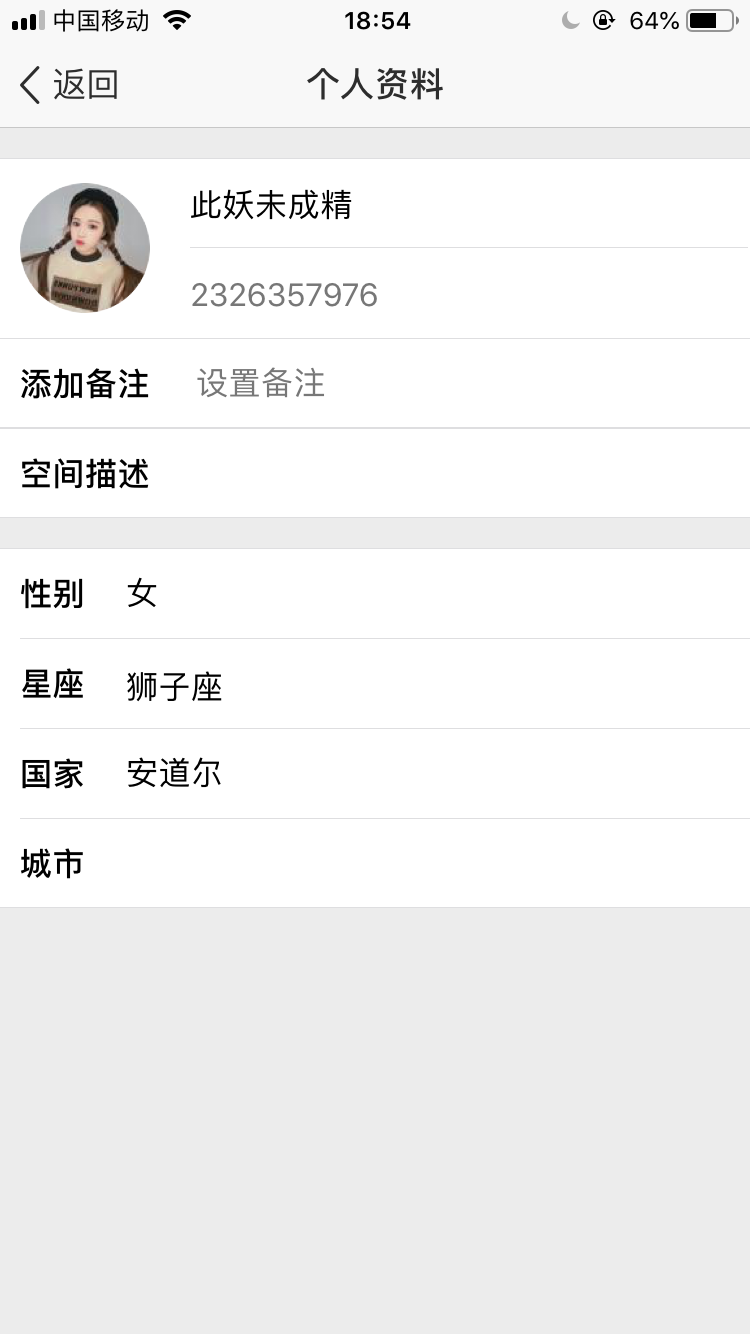 中国移动 18:54 64%
返回 个人资料
此妖未成精
2326357976
添加备注 设置备注
空间描述
性别 女
星座 狮子座
国家 安道尔
城市